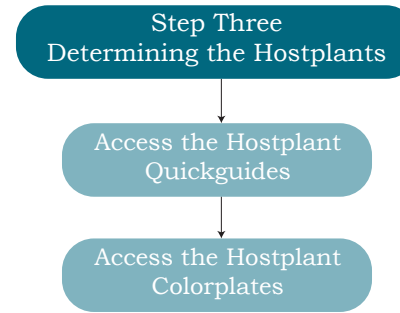 Step Three
Determining the Hostplants
Access the Hostplant
Quickguides
Access the Hostplant
Colorplates